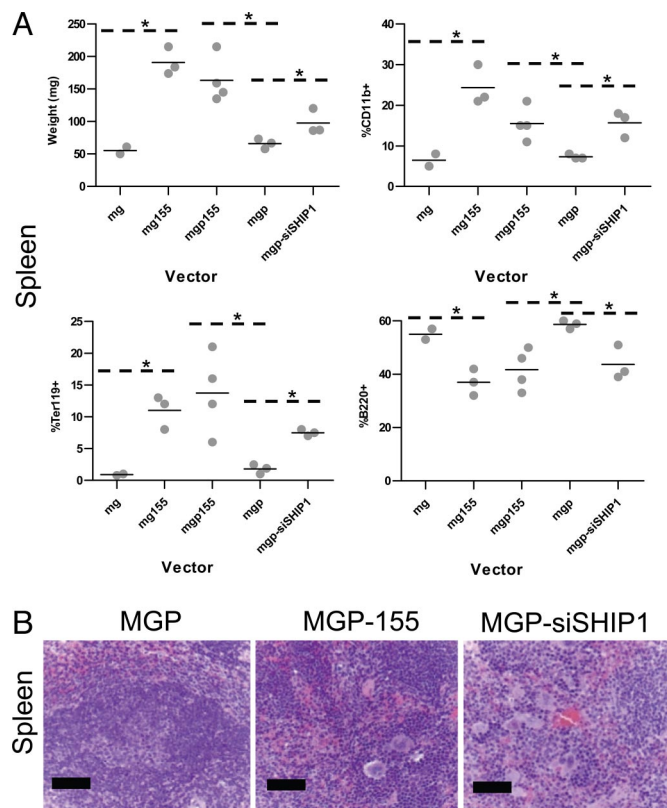 A
Spleen
Weight (mg)
250
200
150
100
50
0
*
*
*
mg
mg155
mgp155
mgp
mgp-siSHIP1
Vector
%CD11b+
40
30
20
10
0
*
*
*
mg
mg155
mgp155
mgp
mgp-siSHIP1
Vector
%Ter119+
25
20
15
10
5
0
*
*
*
mg
mg155
mgp155
mgp
mgp-siSHIP1
Vector
%B220+
60
40
20
0
*
*
*
mg
mg155
mgp155
mgp
mgp-siSHIP1
Vector
B
MGP
MGP-155
MGP-siSHIP1
Spleen